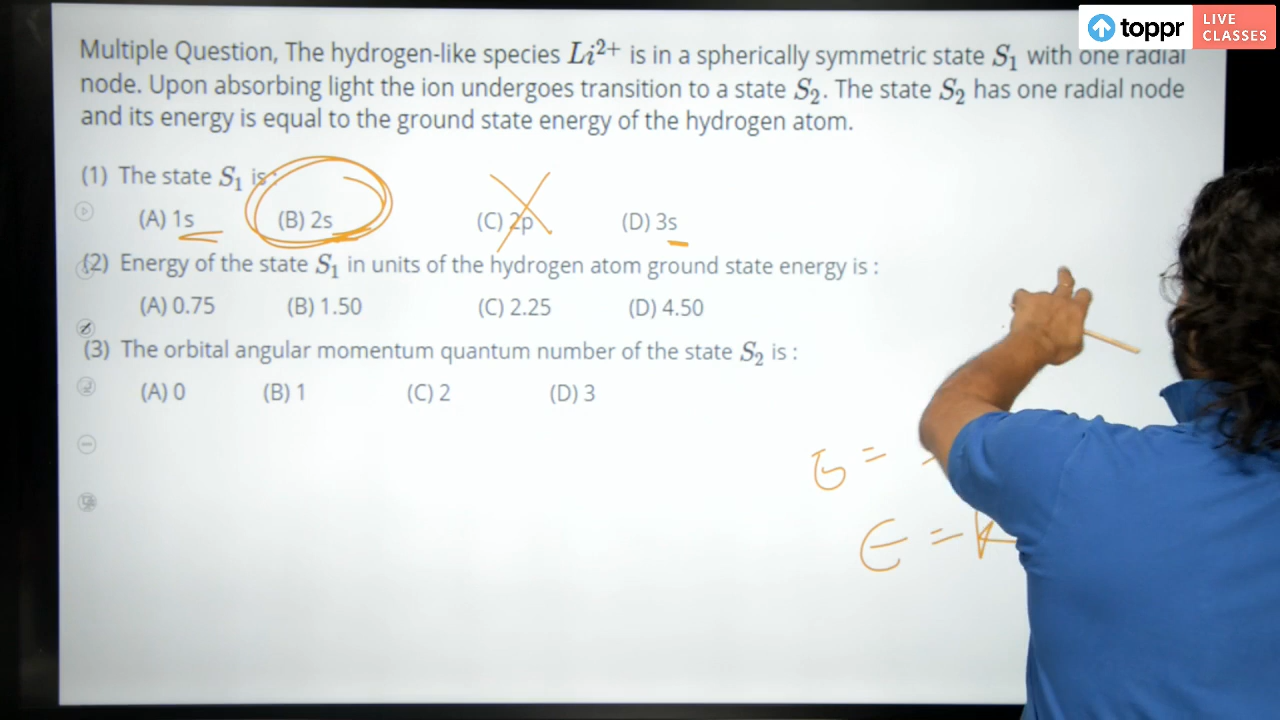 toppr LIVE CLASSES
Multiple Question, The hydrogen-like species Li²⁺ is in a spherically symmetric state S₁ with one radial
node. Upon absorbing light the ion undergoes transition to a state S₂. The state S₂ has one radial node
and its energy is equal to the ground state energy of the hydrogen atom.
(1) The state S₁ is :
(A) 1s (B) 2s (C) 2p (D) 3s
(2) Energy of the state S₁ in units of the hydrogen atom ground state energy is :
(A) 0.75 (B) 1.50 (C) 2.25 (D) 4.50
(3) The orbital angular momentum quantum number of the state S₂ is :
(A) 0 (B) 1 (C) 2 (D) 3
E = K